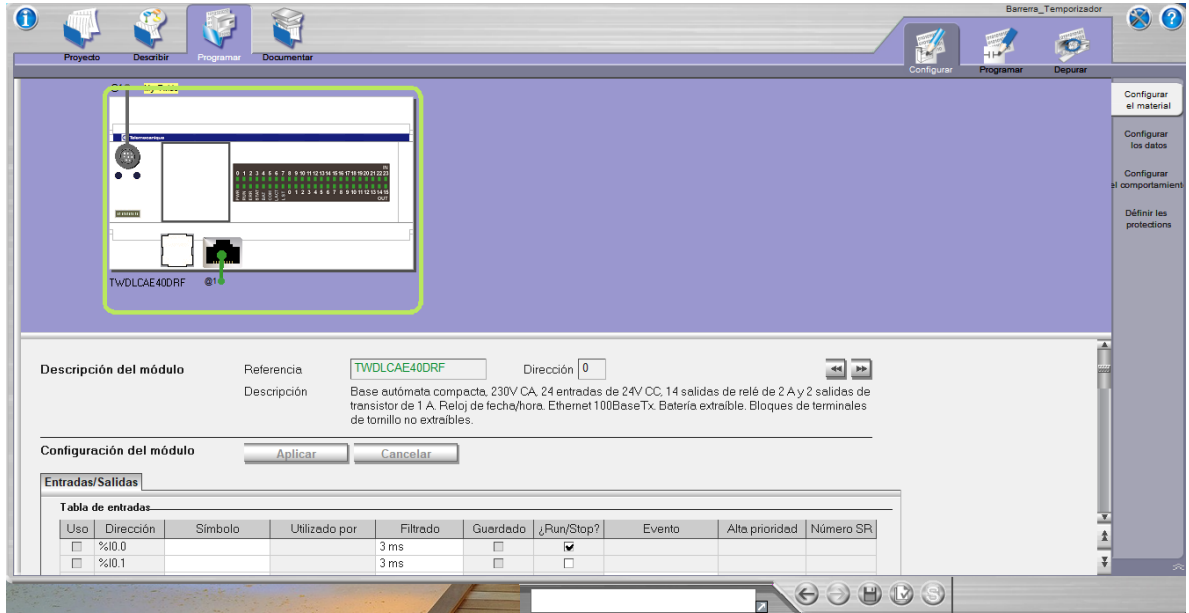 Barrera_Temporizador
Proyecto
Describir
Programar
Documentar
Configurar
Programar
Depurar
Configurar
el material
Configurar
los datos
Configurar
el comportamient
Définir les
protections
Telemecanique
IN
0 1 2 3 4 5 6 7 8 9 10 11 12 13 14 15 16 17 18 19 20 21 22 23
0 1 2 3 4 5 6 7 8 9 10 11 12 13 14 15
OUT
TWDLCAE40DRF @1
Descripción del módulo
Referencia
TWDLCAE40DRF
Dirección 0
Descripción
Base autómata compacta, 230V CA, 24 entradas de 24V CC, 14 salidas de relé de 2 A y 2 salidas de
transistor de 1 A. Reloj de fecha/hora. Ethernet 100BaseTx. Batería extraíble. Bloques de terminales
de tornillo no extraíbles.
Configuración del módulo
Aplicar
Cancelar
Entradas/Salidas
Tabla de entradas
Uso Dirección Símbolo Utilizado por Filtrado Guardado ¿Run/Stop? Evento Alta prioridad Número SR
%I0.0 3 ms
%I0.1 3 ms